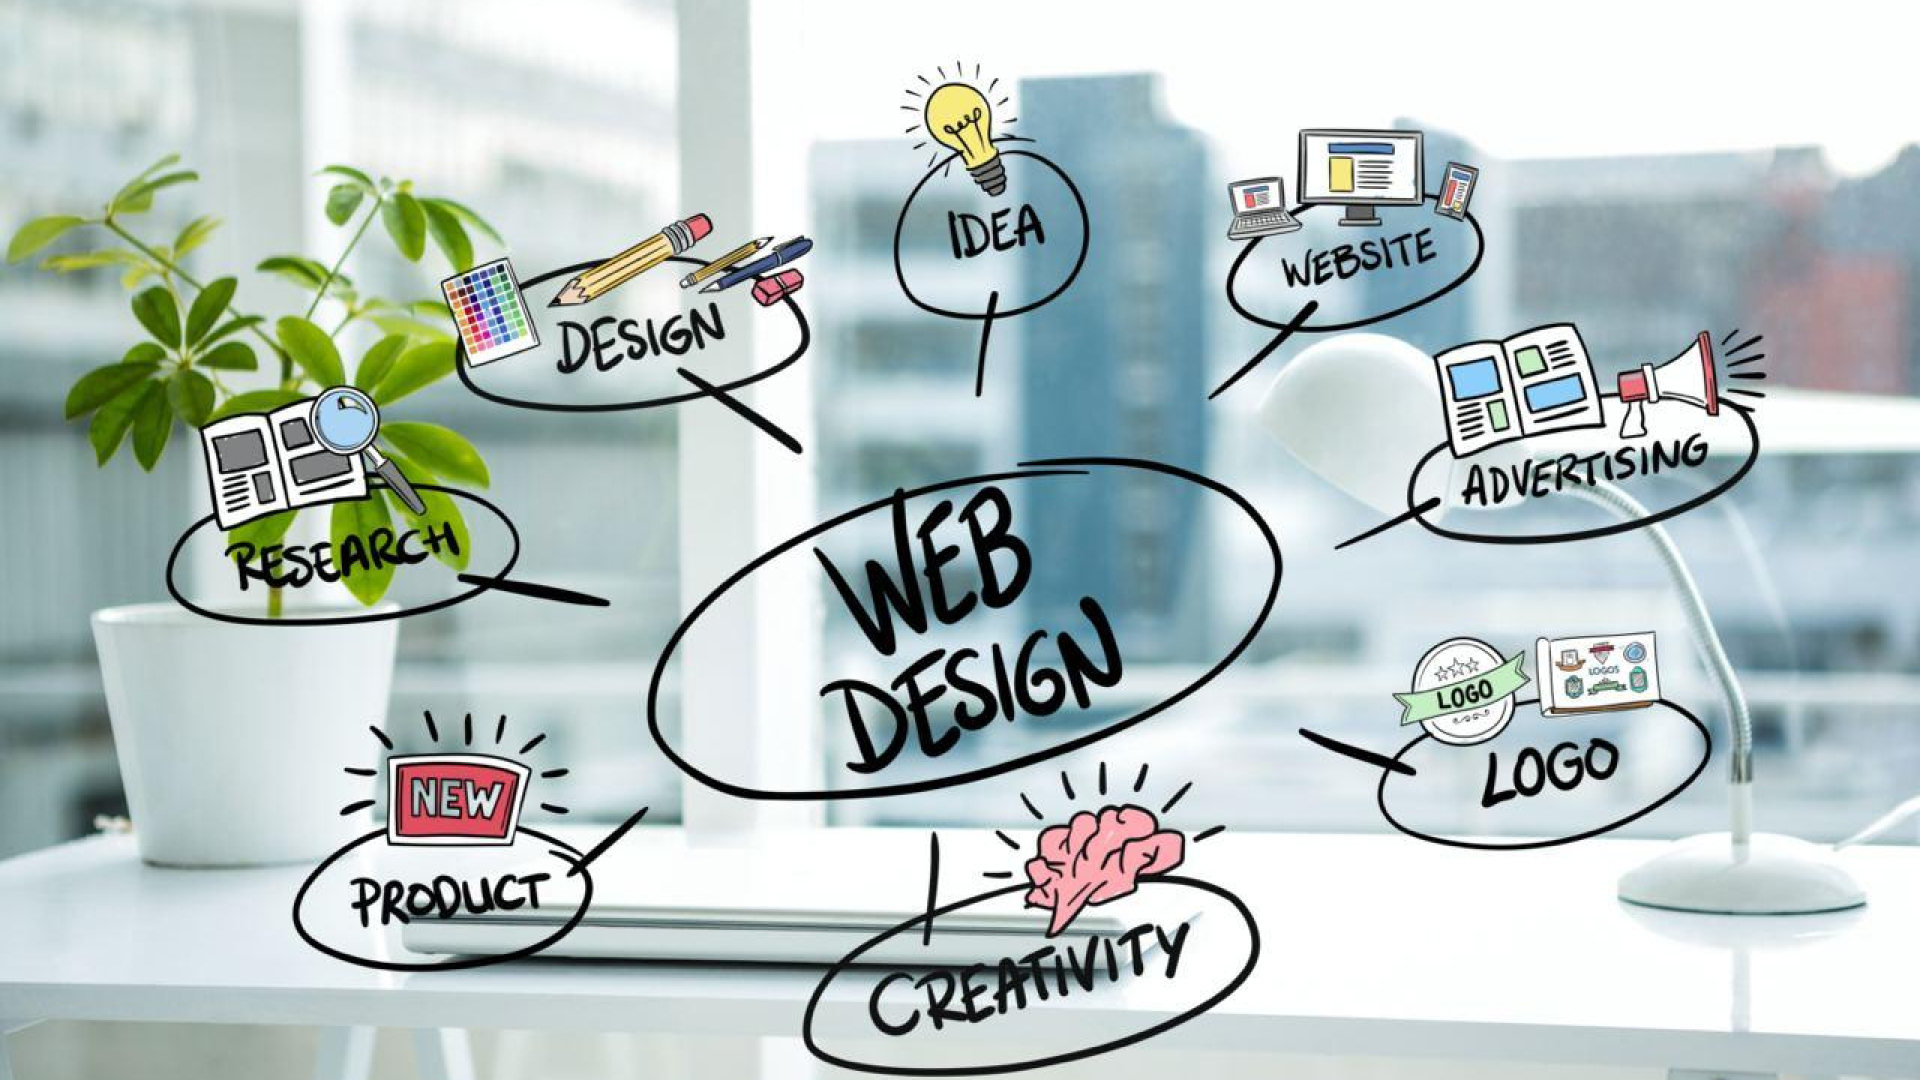 IDEA
WEBSITE
DESIGN
ADVERTISING
RESEARCH
WEB
DESIGN
LOGO
LOGOS
LOGO
NEW
PRODUCT
CREATIVITY